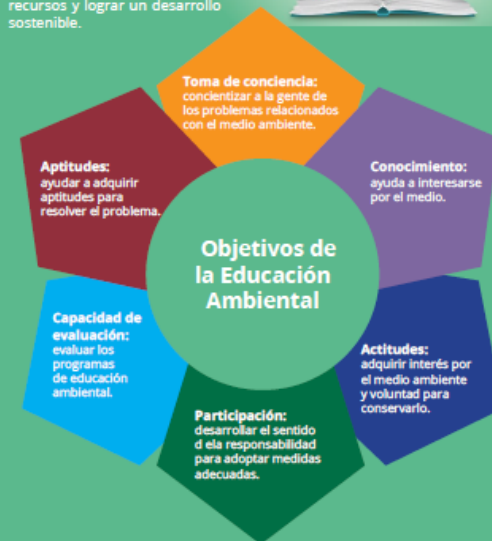 recursos y lograr un desarrollo
sostenible.
Toma de conciencia:
concientizar a la gente de
los problemas relacionados
con el medio ambiente.
Conocimiento:
ayuda a interesarse
por el medio.
Actitudes:
adquirir interés por
el medio ambiente
y voluntad para
conservarlo.
Participación:
desarrollar el sentido
d ela responsabilidad
para adoptar medidas
adecuadas.
Capacidad de
evaluación:
evaluar los
programas
de educación
ambiental.
Aptitudes:
ayudar a adquirir
aptitudes para
resolver el problema.
Objetivos de
la Educación
Ambiental